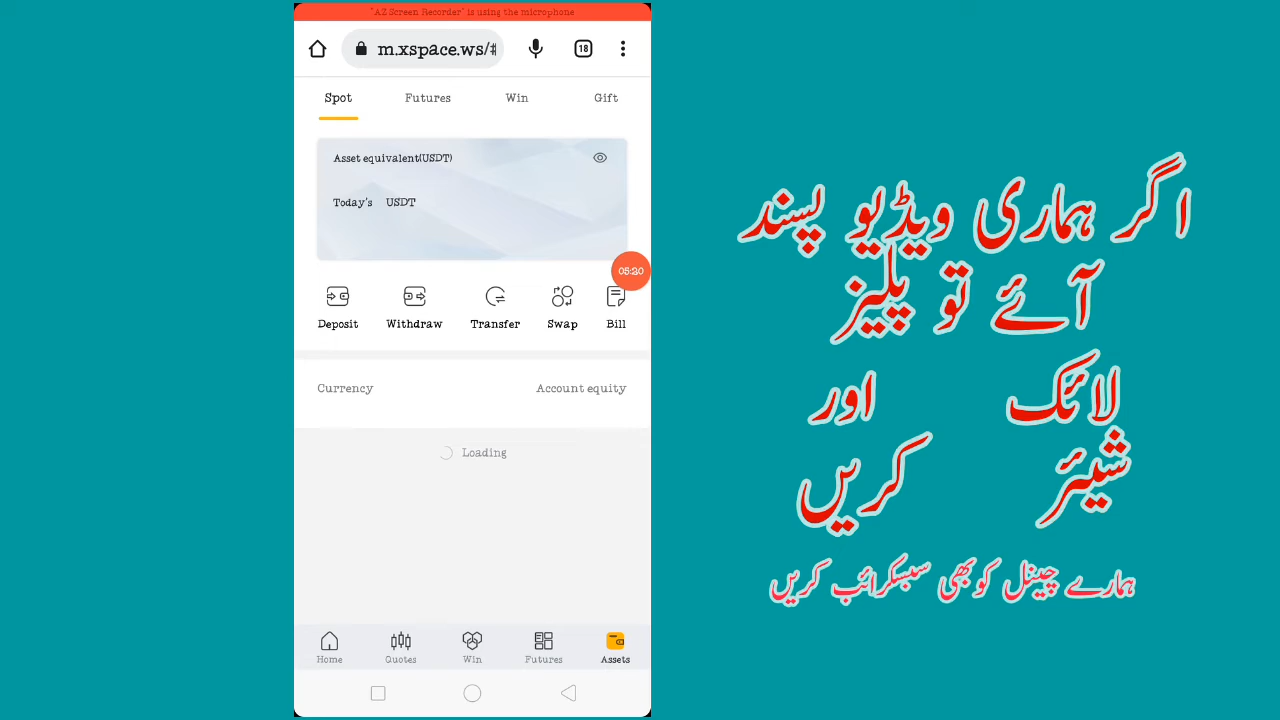 "AZ Screen Recorder" is using the microphone
m.xspace.ws/#
18
Spot Futures Win Gift
Asset equivalent(USDT)
Today's USDT
05:20
Deposit Withdraw Transfer Swap Bill
Currency Account equity
Loading
Home Quotes Win Futures Assets
اگر ہماری ویڈیو پسند
آئے تو پلیز
لائک اور
شیئر کریں
ہمارے چینل کو بھی سبسکرائب کریں